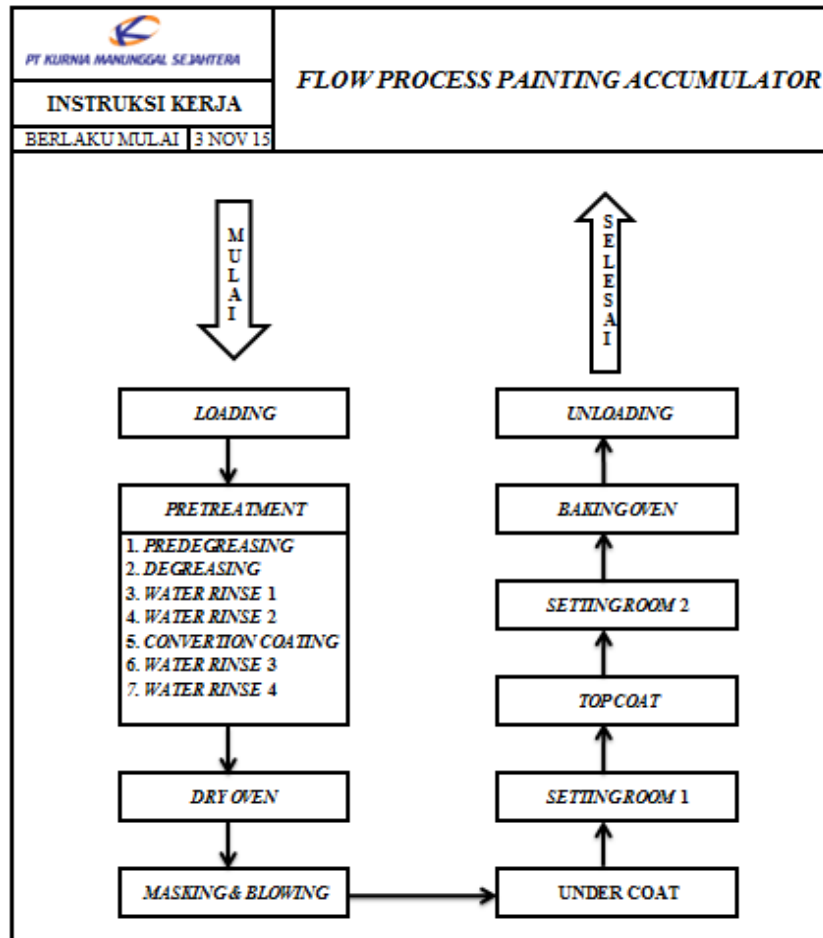 PT KURNIA MANUNGGAL SEJAHTERA
INSTRUKSI KERJA
BERLAKU MULAI 3 NOV 15
FLOW PROCESS PAINTING ACCUMULATOR
MULAI
LOADING
PRETREATMENT
1. PREDEGREASING
2. DEGREASING
3. WATER RINSE 1
4. WATER RINSE 2
5. CONVERTION COATING
6. WATER RINSE 3
7. WATER RINSE 4
DRY OVEN
MASKING & BLOWING
UNDER COAT
SETTING ROOM 1
TOP COAT
SETTING ROOM 2
BAKING OVEN
UNLOADING
SELESAI